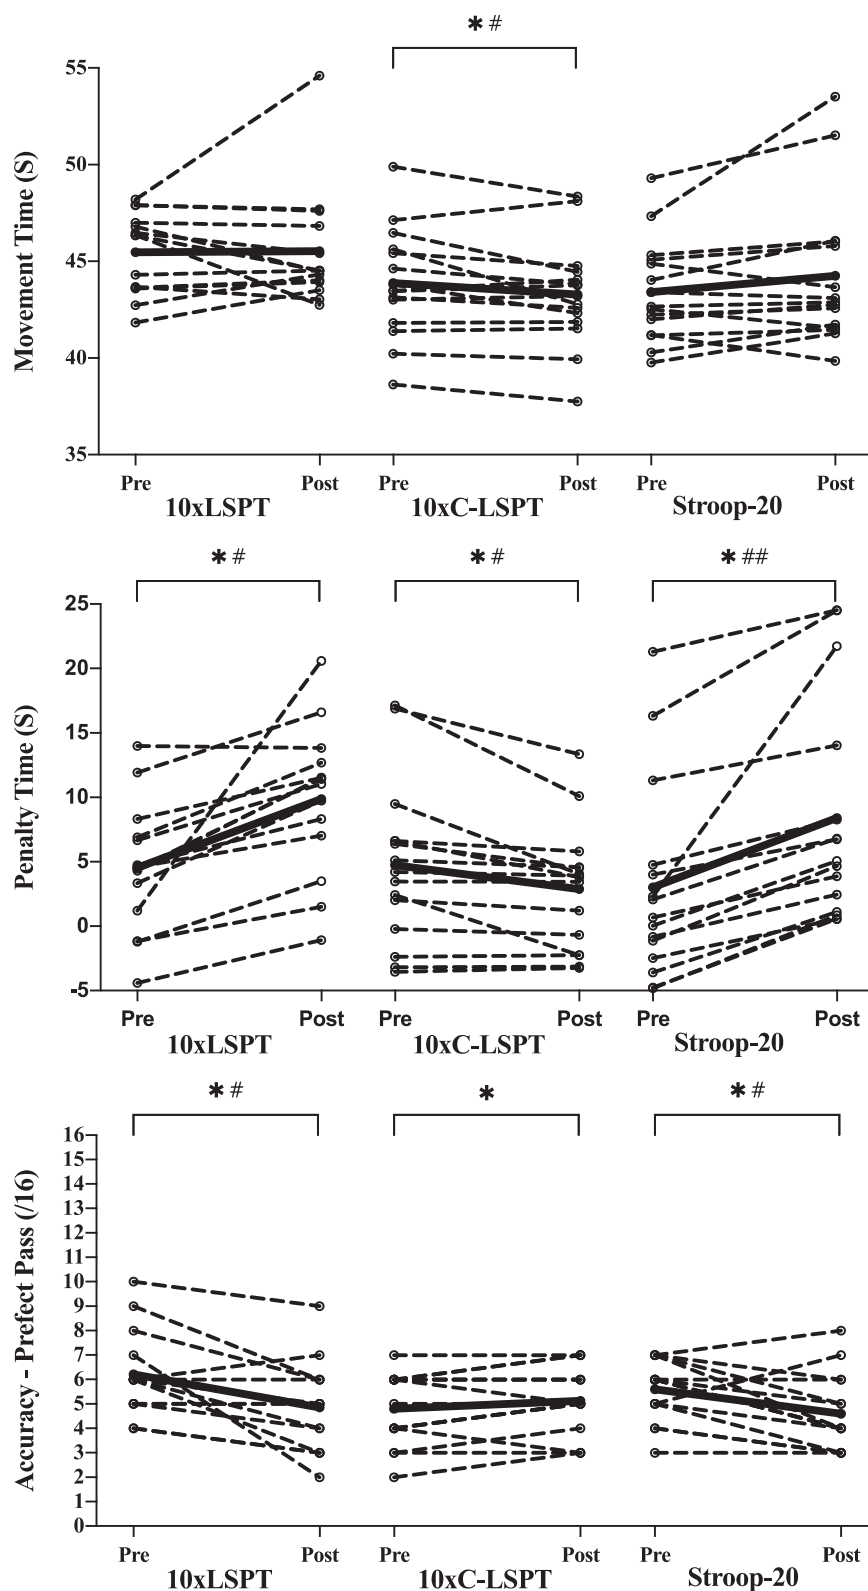 * #
55
50
45
40
35
Movement Time (S)
Pre Post Pre Post Pre Post
10xLSPT 10xC-LSPT Stroop-20
* # * # * ##
25
20
15
10
5
0
-5
Penalty Time (S)
Pre Post Pre Post Pre Post
10xLSPT 10xC-LSPT Stroop-20
* # * * #
16
15
14
13
12
11
10
9
8
7
6
5
4
3
2
1
0
Accuracy - Prefect Pass (/16)
Pre Post Pre Post Pre Post
10xLSPT 10xC-LSPT Stroop-20